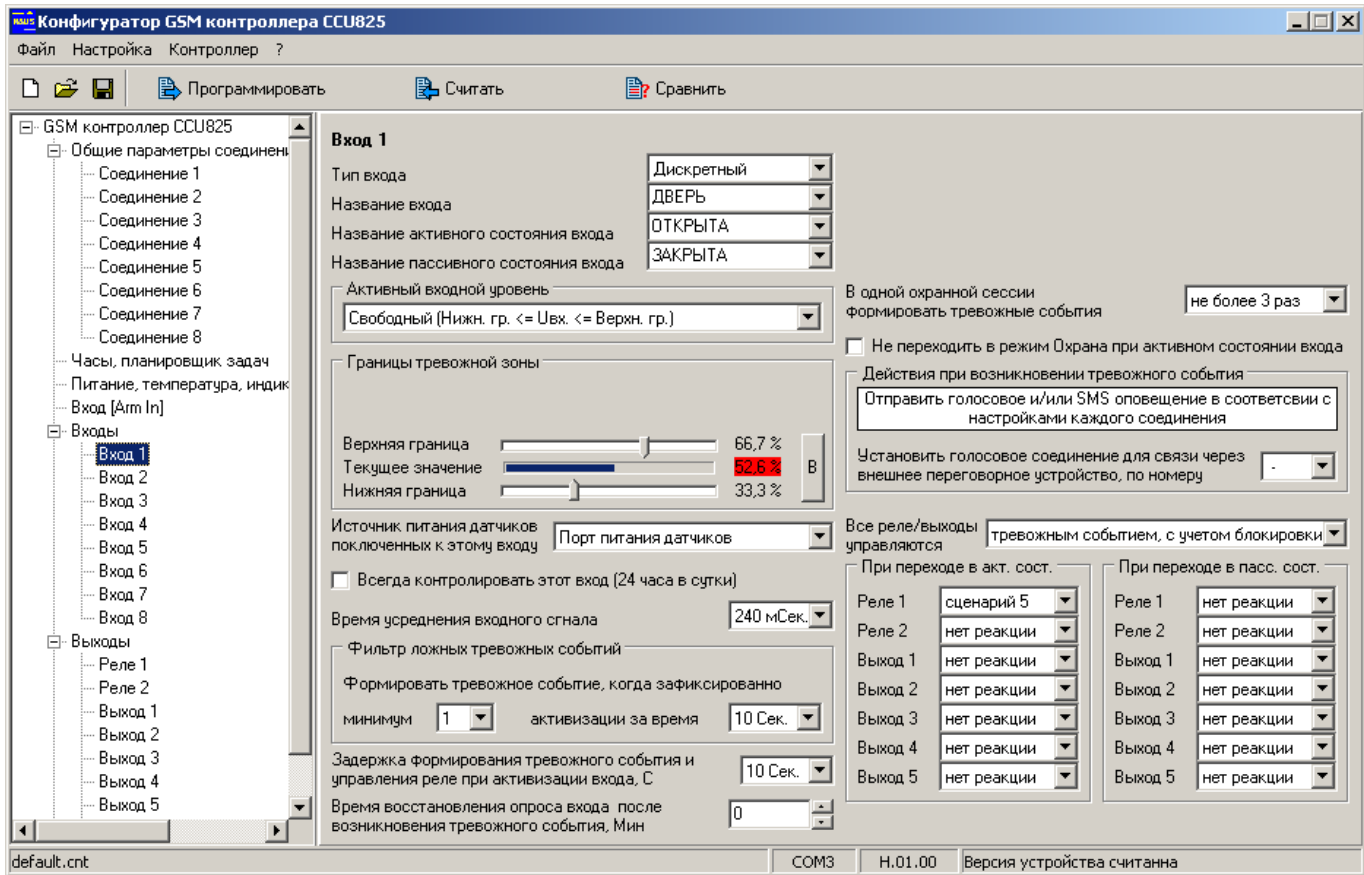 Конфигуратор GSM контроллера CCU825
Файл Настройка Контроллер ?
Программировать Считать Сравнить
GSM контроллер CCU825
Общие параметры соединени
Соединение 1
Соединение 2
Соединение 3
Соединение 4
Соединение 5
Соединение 6
Соединение 7
Соединение 8
Часы, планировщик задач
Питание, температура, индик
Вход [Arm In]
Входы
Вход 1
Вход 2
Вход 3
Вход 4
Вход 5
Вход 6
Вход 7
Вход 8
Выходы
Реле 1
Реле 2
Выход 1
Выход 2
Выход 3
Выход 4
Выход 5
Вход 1
Тип входа Дискретный
Название входа ДВЕРЬ
Название активного состояния входа ОТКРЫТА
Название пассивного состояния входа ЗАКРЫТА
Активный входной уровень
Свободный (Нижн. гр. <= Uвх. <= Верхн. гр.)
Границы тревожной зоны
Верхняя граница 66,7 %
Текущее значение 52,6 % В
Нижняя граница 33,3 %
Источник питания датчиков
поключенных к этому входу Порт питания датчиков
Всегда контролировать этот вход (24 часа в сутки)
Время усреднения входного сгнала 240 мСек.
Фильтр ложных тревожных событий
Формировать тревожное событие, когда зафиксированно
минимум 1 активизации за время 10 Сек.
Задержка формирования тревожного события и
управления реле при активизации входа, С 10 Сек.
Время восстановления опроса входа после
возникновения тревожного события, Мин 0
В одной охранной сессии
формировать тревожные события не более 3 раз
Не переходить в режим Охрана при активном состоянии входа
Действия при возникновении тревожного события
Отправить голосовое и/или SMS оповещение в соответсвии с
настройками каждого соединения
Установить голосовое соединение для связи через
внешнее переговорное устройство, по номеру -
Все реле/выходы
управляются тревожным событием, с учетом блокировки
При переходе в акт. сост.
Реле 1 сценарий 5
Реле 2 нет реакции
Выход 1 нет реакции
Выход 2 нет реакции
Выход 3 нет реакции
Выход 4 нет реакции
Выход 5 нет реакции
При переходе в пасс. сост.
Реле 1 нет реакции
Реле 2 нет реакции
Выход 1 нет реакции
Выход 2 нет реакции
Выход 3 нет реакции
Выход 4 нет реакции
Выход 5 нет реакции
default.cnt COM3 H.01.00 Версия устройства считанна